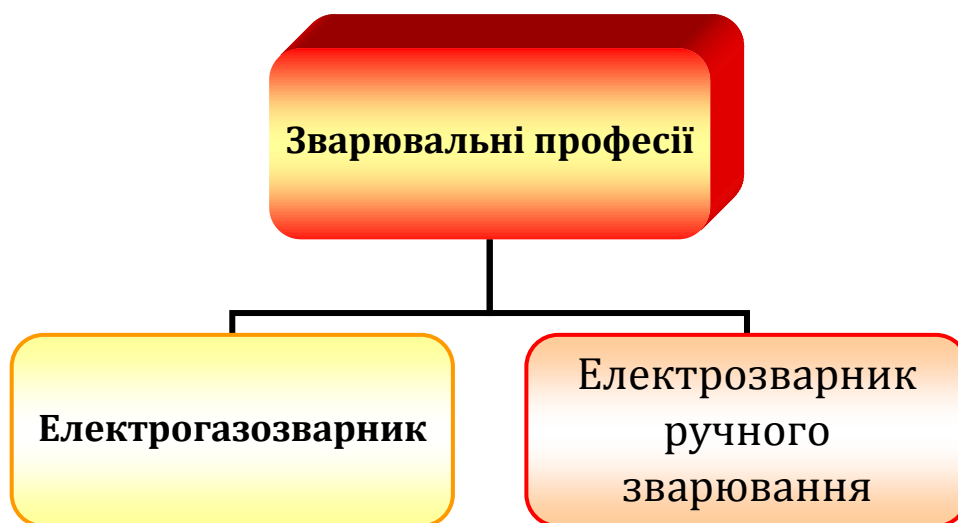 Зварювальні професії
Електрогазозварник
Електрозварник
ручного
зварювання